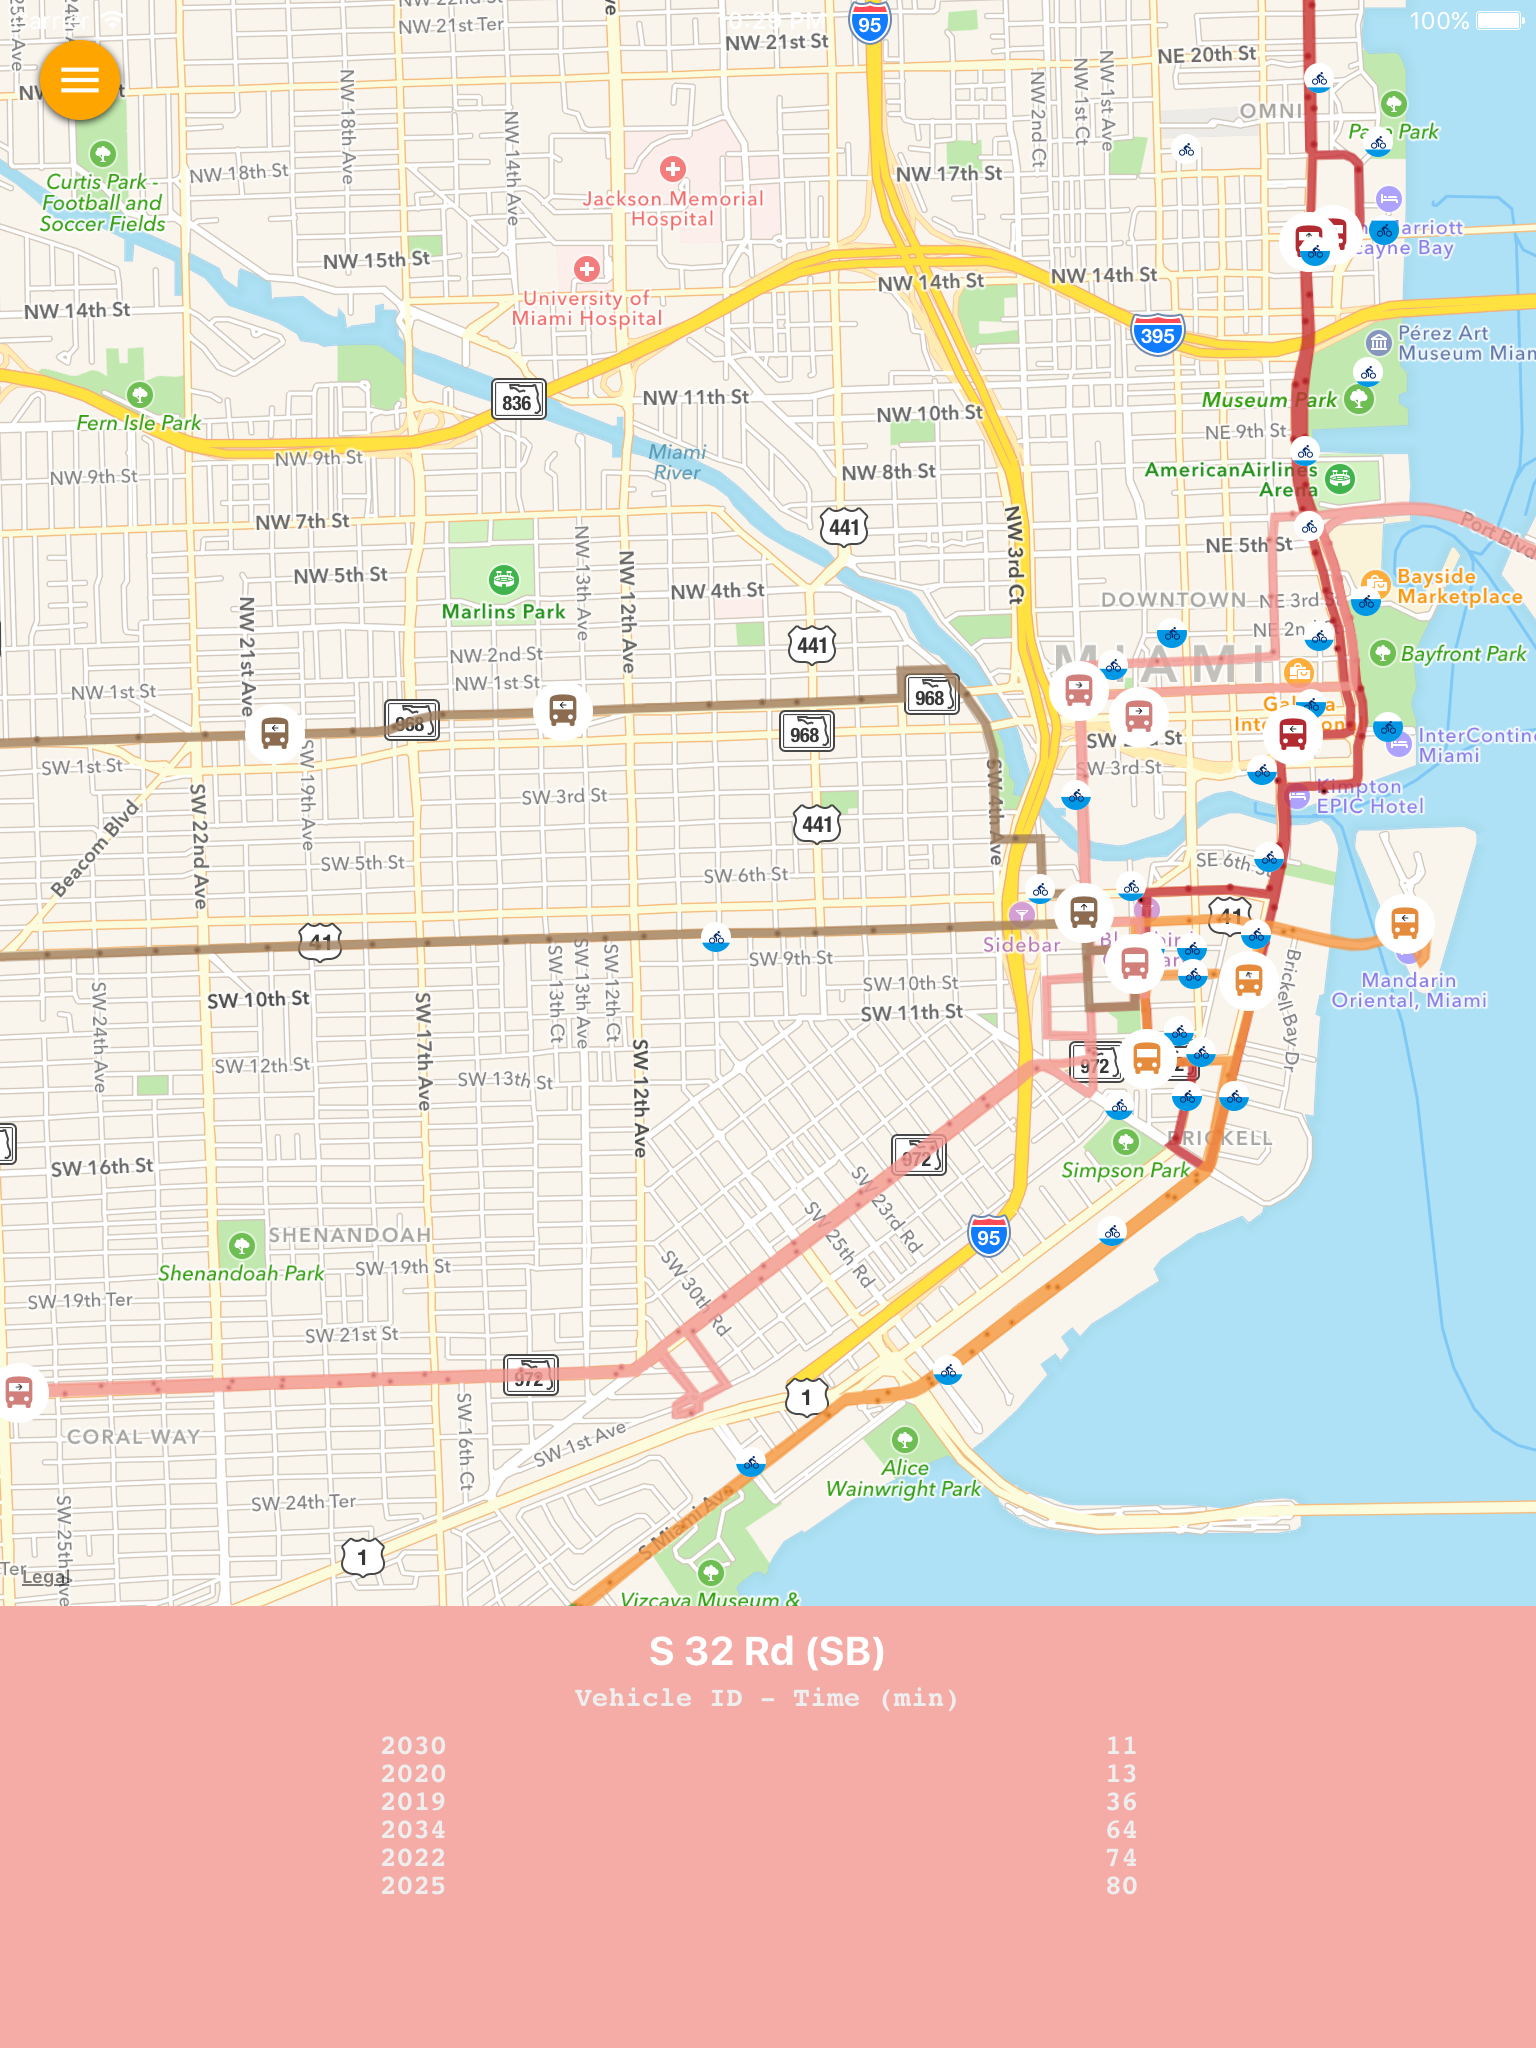 100%
NW 22nd St
NW 21st Ter
NW 21st St
95
NE 20th St
OMNI
Park
NW 18th Ave
NW 14th Ave
NW 2nd Ct
NW 1st Ct
NW 1st Ave
Curtis Park -
Football and
Soccer Fields
NW 18th St
Jackson Memorial
Hospital
NW 17th St
NW 15th St
University of
Miami Hospital
NW 14th St
NW 14th St
NW 14th St
395
Pérez Art
Museum Miam
836
Fern Isle Park
NW 11th St
NW 10th St
Museum Park
NE 9th St
NW 9th St
NW 9th St
Miami
River
NW 8th St
AmericanAirlines
Arena
NW 7th St
441
NW 3rd Ct
Port Blvd
NE 5th St
NW 5th St
NW 13th Ave
NW 12th Ave
NW 4th St
Marlins Park
Bayside
Marketplace
DOWNTOWN
NE 3rd S
NE 2n
441
MIAMI
Bayfront Park
NW 21st Ave
NW 2nd St
NW 1st St
NW 1st St
968
968
968
SW 1st St
SW 19th Ave
SW 3rd St
SW 3rd St
SW 4th Ave
InterContine
Miami
Kimpton
EPIC Hotel
441
Beacom Blvd
SW 22nd Ave
SW 5th St
SW 6th St
SE 6th St
41
41
Sidebar
SW 9th St
SW 10th St
SW 10th St
SW 11th St
SW 13th Ct
SW 13th Ave
SW 12th Ct
Mandarin
Oriental, Miami
Brickell Bay Dr
SW 24th Ave
SW 17th Ave
SW 12th Ave
SW 12th St
SW 13th St
972
972
BRICKELL
Simpson Park
SW 16th St
SW 23rd Rd
SW 25th Rd
SW 30th Rd
95
SHENANDOAH
Shenandoah Park
SW 19th St
SW 19th Ter
SW 21st St
972
1
CORAL WAY
SW 16th Ct
SW 1st Ave
Alice
Wainwright Park
SW 24th Ter
SW 25th Ave
S Miami Ave
1
Ter
Legal
Vizcaya Museum &
S 32 Rd (SB)
Vehicle ID - Time (min)
2030 11
2020 13
2019 36
2034 64
2022 74
2025 80